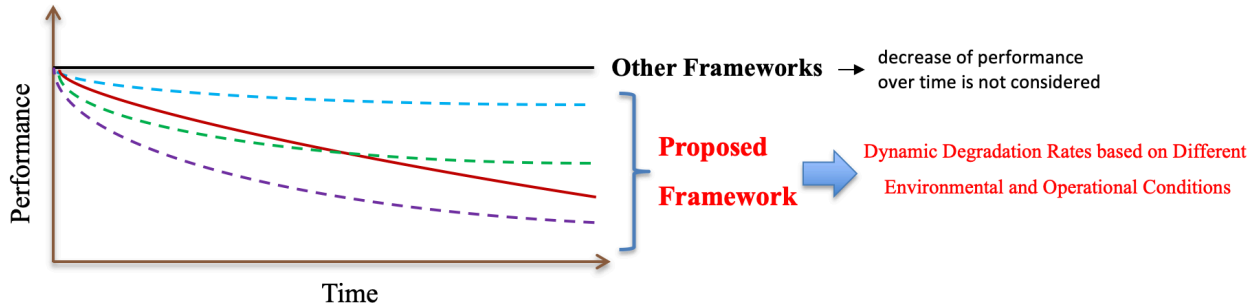 Performance
Time
Other Frameworks
decrease of performance
over time is not considered
Proposed
Framework
Dynamic Degradation Rates based on Different
Environmental and Operational Conditions